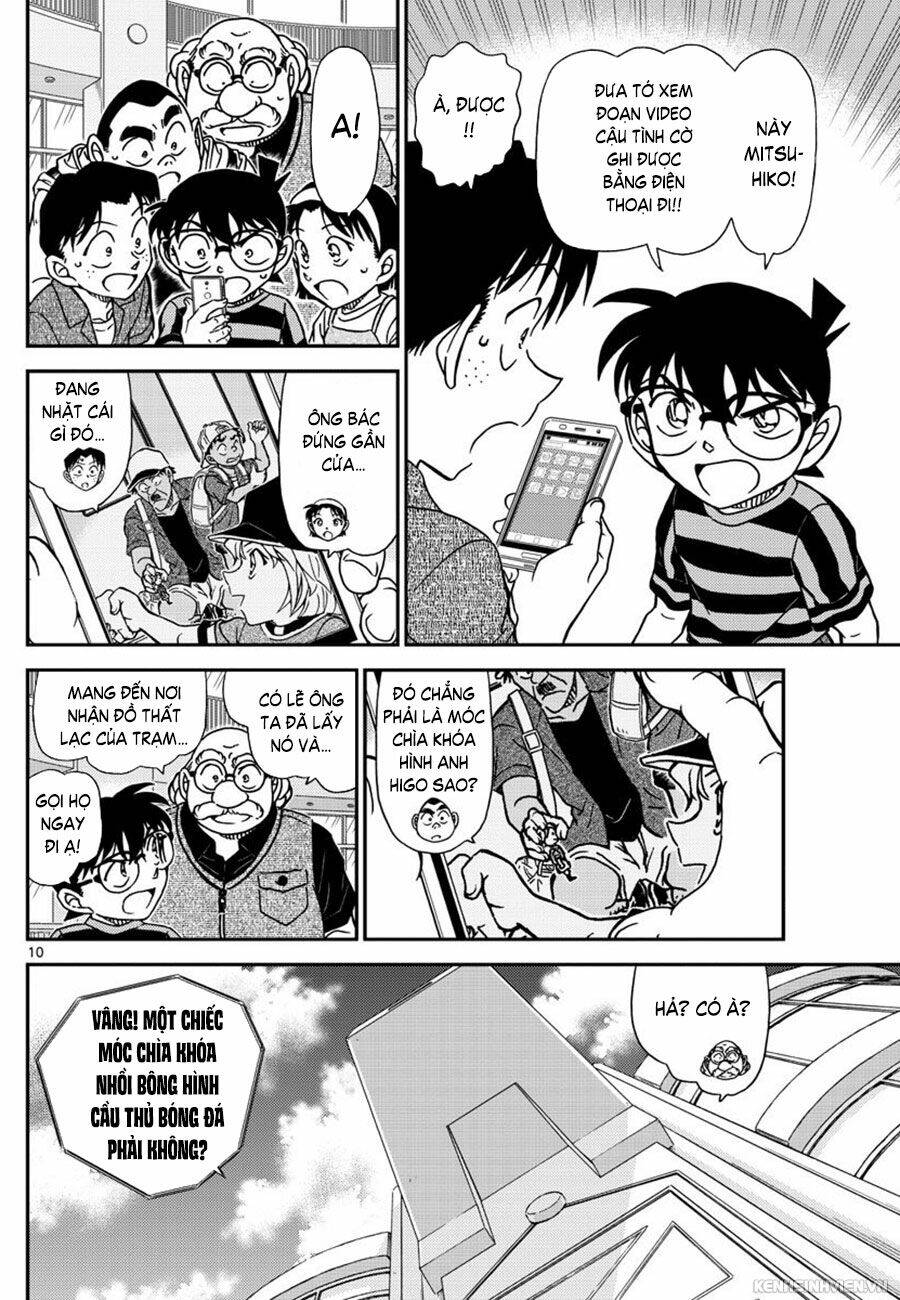 NÀY
MITSU-
HIKO!
ĐƯA TỚ XEM
ĐOẠN VIDEO
CẬU TÌNH CỜ
GHI ĐƯỢC
BẰNG ĐIỆN
THOẠI ĐI!!
À, ĐƯỢC
!!
A!
ÔNG BÁC
ĐỨNG GẦN
CỬA...
ĐANG
NHẶT CÁI
GÌ ĐÓ...
ĐÓ CHẲNG
PHẢI LÀ MÓC
CHÌA KHÓA
HÌNH ANH
HIGO SAO?
CÓ LẼ ÔNG
TA ĐÃ LẤY
NÓ VÀ...
MANG ĐẾN NƠI
NHẬN ĐỒ THẤT
LẠC CỦA TRẠM...
GỌI HỌ
NGAY
ĐI Ạ!
10
HẢ? CÓ À?
VÂNG! MỘT CHIẾC
MÓC CHÌA KHÓA
NHỒI BÔNG HÌNH
CẦU THỦ BÓNG ĐÁ
PHẢI KHÔNG?
KENHSINHVIEN.VN